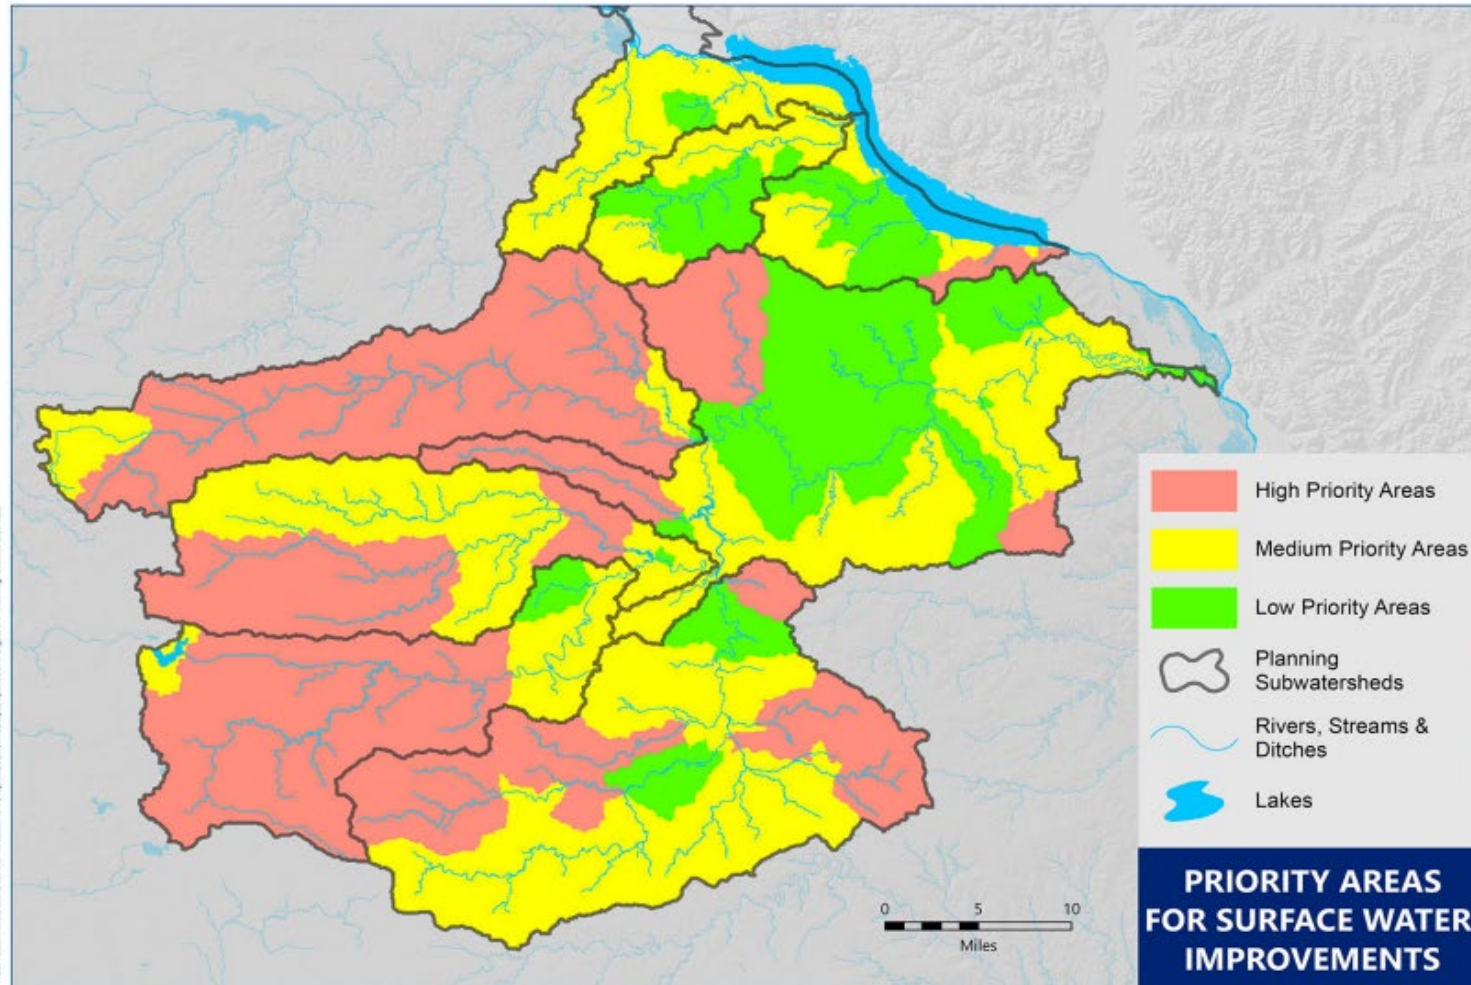 High Priority Areas
Medium Priority Areas
Low Priority Areas
Planning
Subwatersheds
Rivers, Streams &
Ditches
Lakes
0 5 10
Miles
PRIORITY AREAS
FOR SURFACE WATER
IMPROVEMENTS